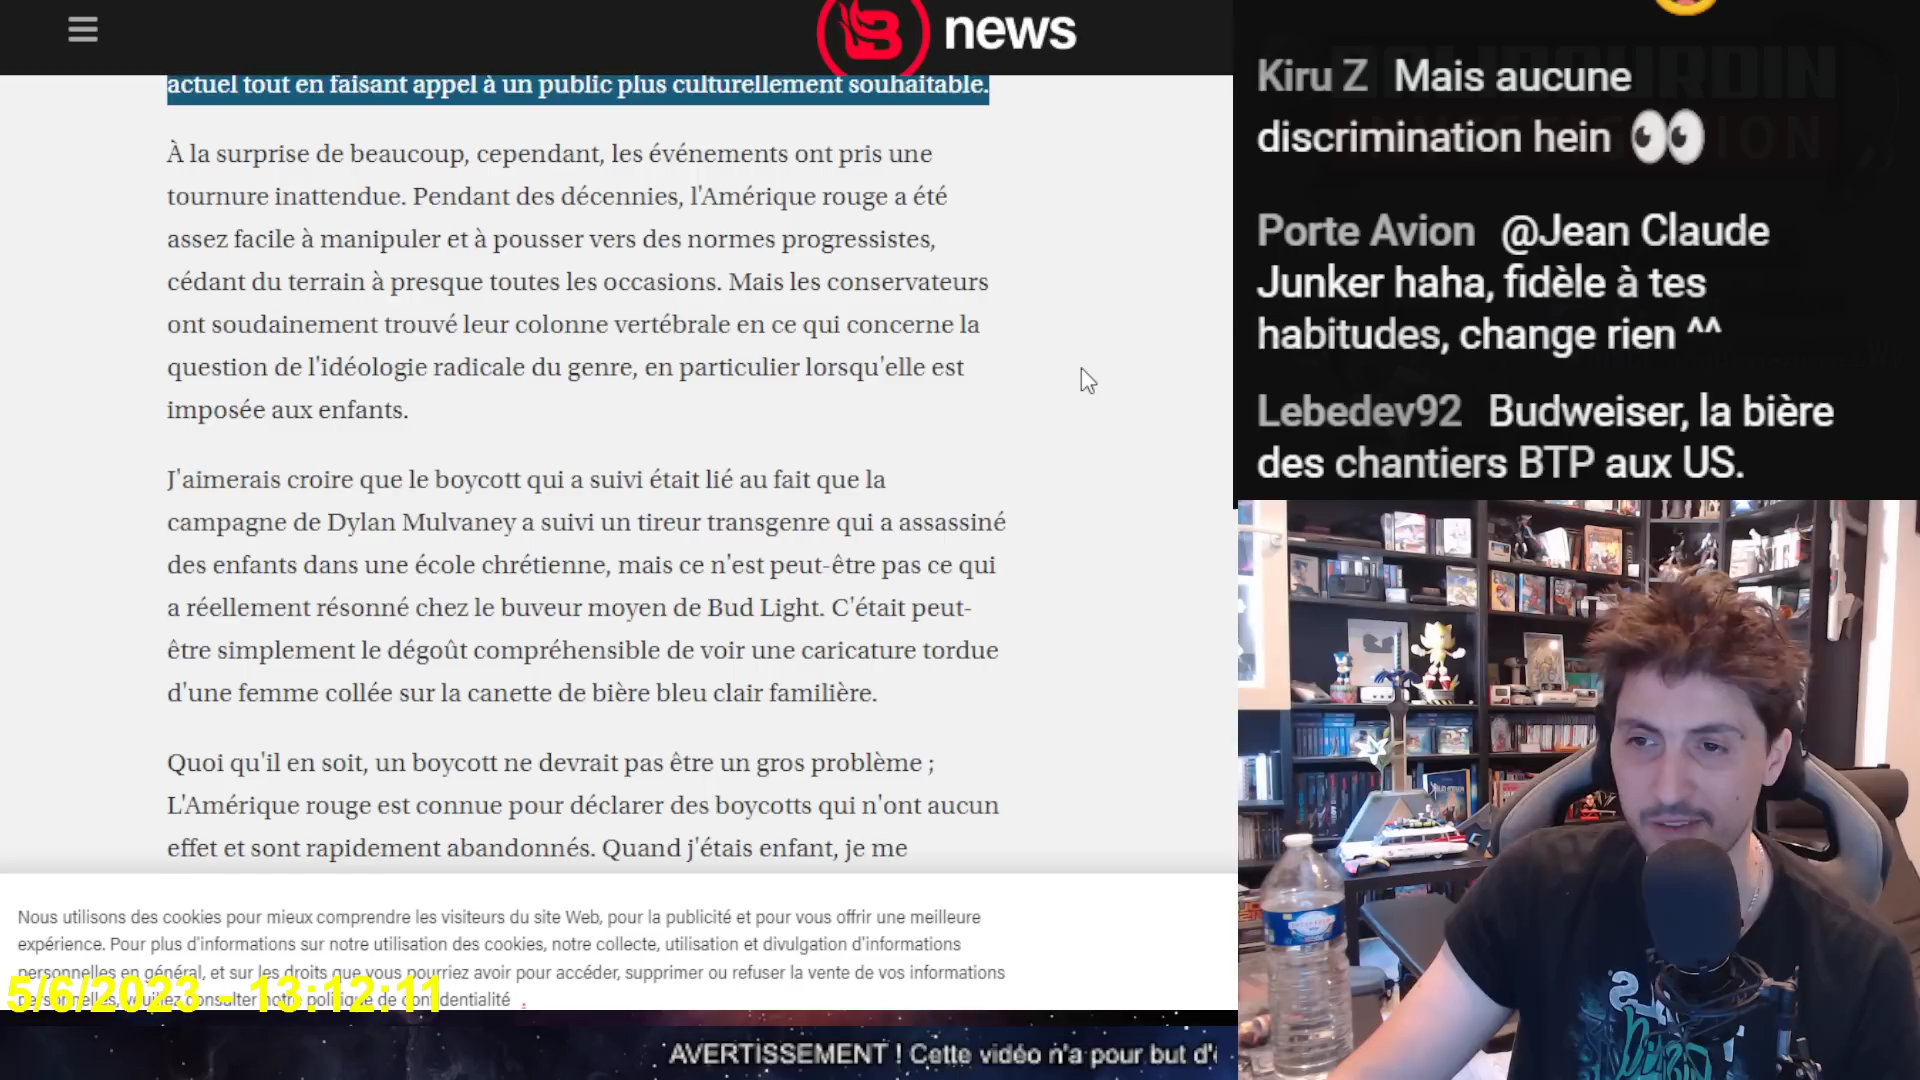 news
actuel tout en faisant appel à un public plus culturellement souhaitable.
À la surprise de beaucoup, cependant, les événements ont pris une
tournure inattendue. Pendant des décennies, l'Amérique rouge a été
assez facile à manipuler et à pousser vers des normes progressistes,
cédant du terrain à presque toutes les occasions. Mais les conservateurs
ont soudainement trouvé leur colonne vertébrale en ce qui concerne la
question de l'idéologie radicale du genre, en particulier lorsqu'elle est
imposée aux enfants.
J'aimerais croire que le boycott qui a suivi était lié au fait que la
campagne de Dylan Mulvaney a suivi un tireur transgenre qui a assassiné
des enfants dans une école chrétienne, mais ce n'est peut-être pas ce qui
a réellement résonné chez le buveur moyen de Bud Light. C'était peut-
être simplement le dégoût compréhensible de voir une caricature tordue
d'une femme collée sur la canette de bière bleu clair familière.
Quoi qu'il en soit, un boycott ne devrait pas être un gros problème ;
L'Amérique rouge est connue pour déclarer des boycotts qui n'ont aucun
effet et sont rapidement abandonnés. Quand j'étais enfant, je me
Nous utilisons des cookies pour mieux comprendre les visiteurs du site Web, pour la publicité et pour vous offrir une meilleure
expérience. Pour plus d'informations sur notre utilisation des cookies, notre collecte, utilisation et divulgation d'informations
personnelles en général, et sur les droits que vous pourriez avoir pour accéder, supprimer ou refuser la vente de vos informations
personnelles, veuillez consulter notre politique de confidentialité .
5/6/2023 - 13:12:11
AVERTISSEMENT ! Cette vidéo n'a pour but d'
Kiru Z Mais aucune
discrimination hein 👀
Porte Avion @Jean Claude
Junker haha, fidèle à tes
habitudes, change rien ^^
Lebedev92 Budweiser, la bière
des chantiers BTP aux US.